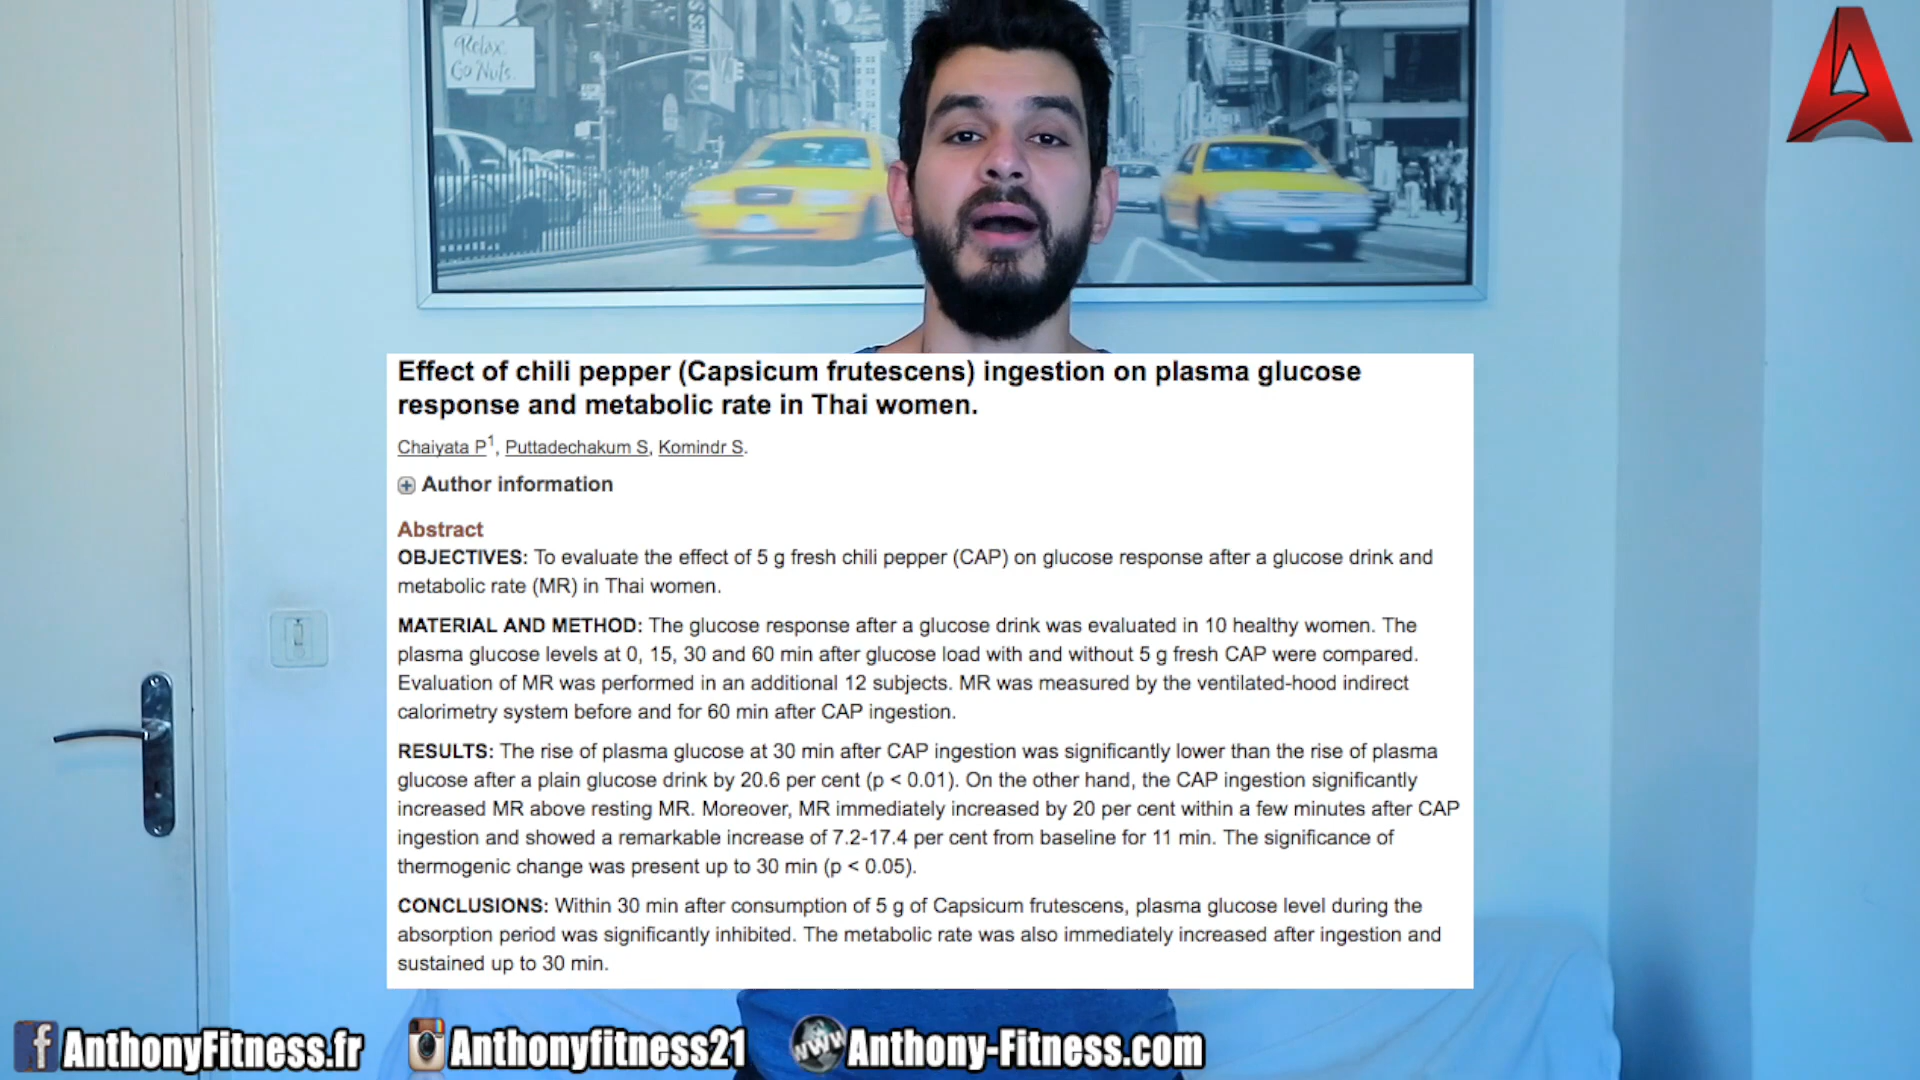 Relax.
Go Nuts.
Effect of chili pepper (Capsicum frutescens) ingestion on plasma glucose
response and metabolic rate in Thai women.
Chaiyata P1, Puttadechakum S, Komindr S.
Author information
Abstract
OBJECTIVES: To evaluate the effect of 5 g fresh chili pepper (CAP) on glucose response after a glucose drink and
metabolic rate (MR) in Thai women.
MATERIAL AND METHOD: The glucose response after a glucose drink was evaluated in 10 healthy women. The
plasma glucose levels at 0, 15, 30 and 60 min after glucose load with and without 5 g fresh CAP were compared.
Evaluation of MR was performed in an additional 12 subjects. MR was measured by the ventilated-hood indirect
calorimetry system before and for 60 min after CAP ingestion.
RESULTS: The rise of plasma glucose at 30 min after CAP ingestion was significantly lower than the rise of plasma
glucose after a plain glucose drink by 20.6 per cent (p < 0.01). On the other hand, the CAP ingestion significantly
increased MR above resting MR. Moreover, MR immediately increased by 20 per cent within a few minutes after CAP
ingestion and showed a remarkable increase of 7.2-17.4 per cent from baseline for 11 min. The significance of
thermogenic change was present up to 30 min (p < 0.05).
CONCLUSIONS: Within 30 min after consumption of 5 g of Capsicum frutescens, plasma glucose level during the
absorption period was significantly inhibited. The metabolic rate was also immediately increased after ingestion and
sustained up to 30 min.
AnthonyFitness.fr
Anthonyfitness21
www Anthony-Fitness.com